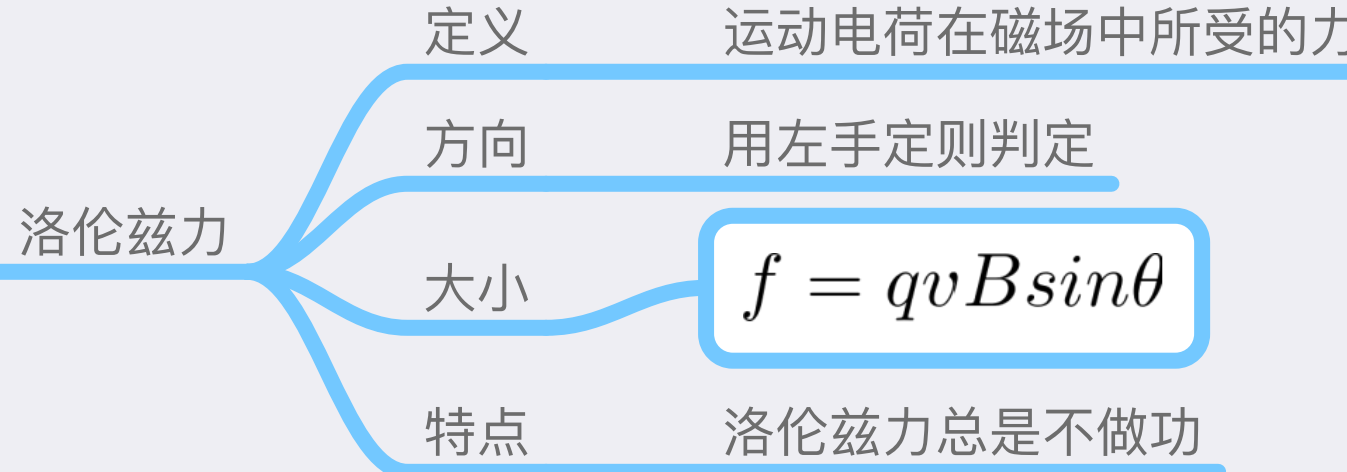 定义
运动电荷在磁场中所受的力
方向
用左手定则判定
洛伦兹力
大小
f = qvBsinθ
特点
洛伦兹力总是不做功